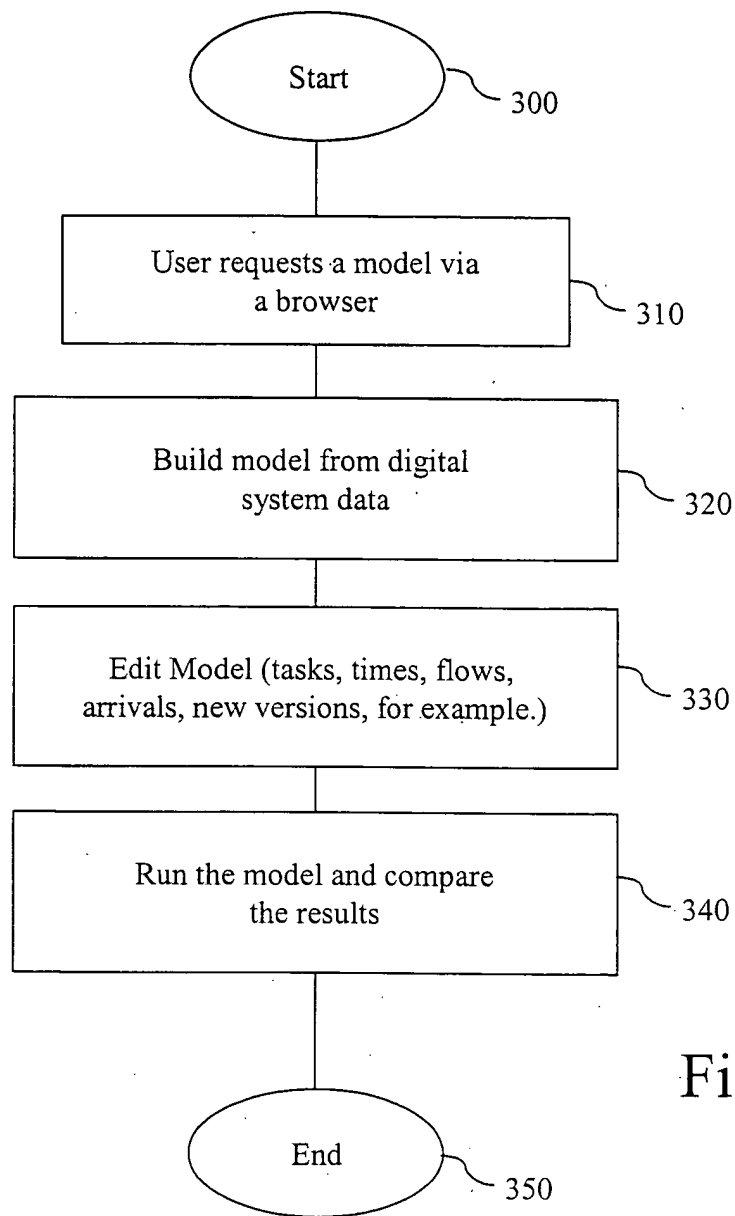 Start
300
User requests a model via
a browser
310
Build model from digital
system data
320
Edit Model (tasks, times, flows,
arrivals, new versions, for example.)
330
Run the model and compare
the results
340
Fi
End
350